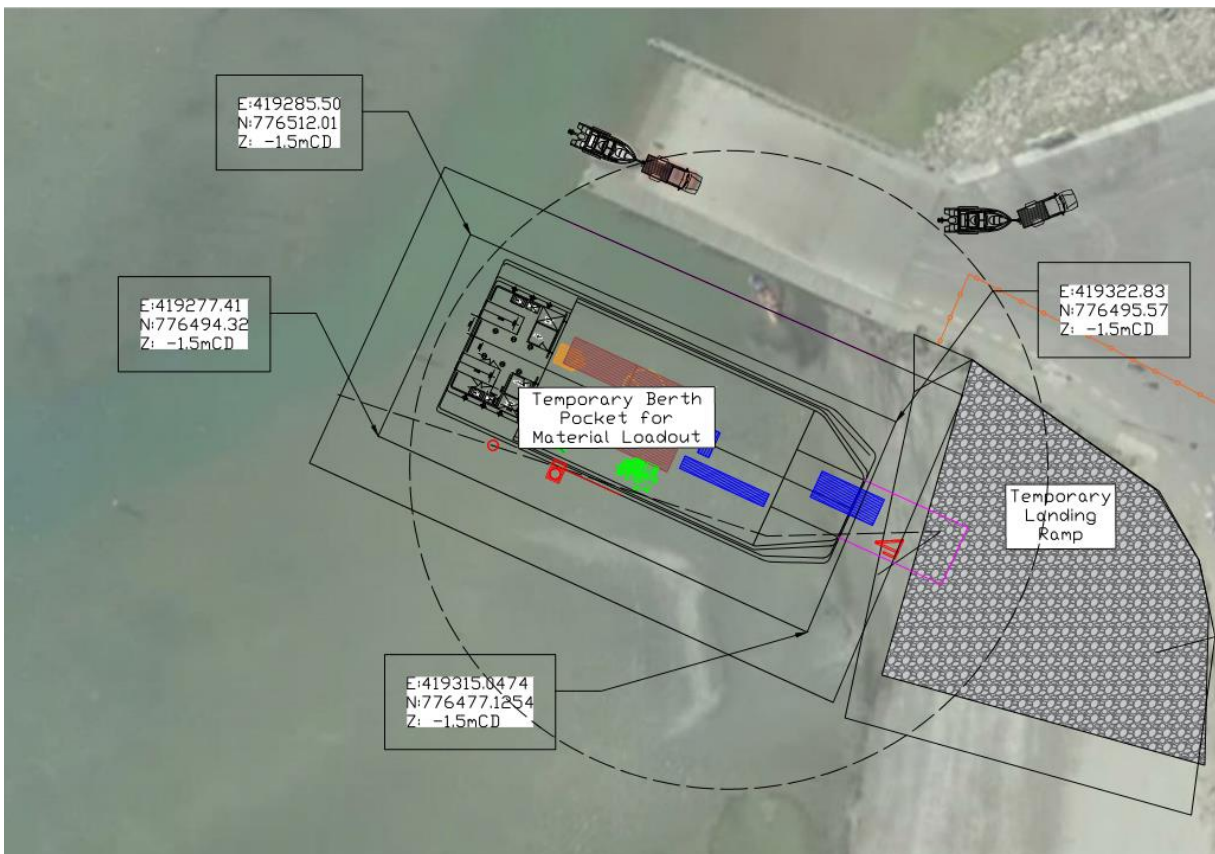 E:419285.50
N:776512.01
Z: -1.5mCD
E:419277.41
N:776494.32
Z: -1.5mCD
E:419322.83
N:776495.57
Z: -1.5mCD
Temporary Berth
Pocket for
Material Loadout
Temporary
Landing
Ramp
E:419315.0474
N:776477.1254
Z: -1.5mCD